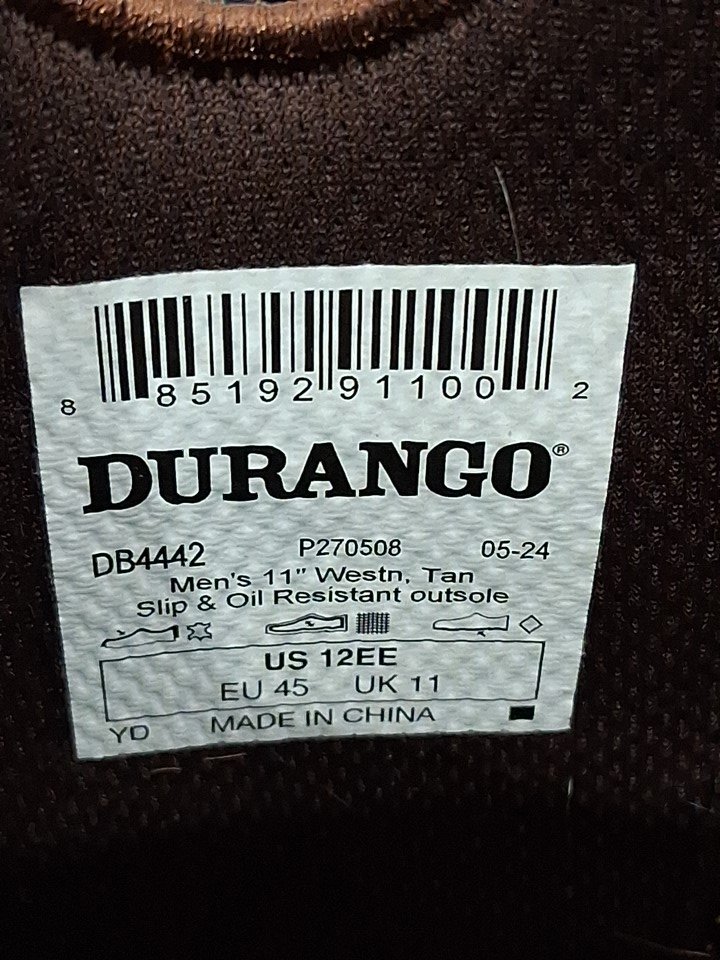 8 85192 91100 2
DURANGO®
DB4442 P270508 05-24
Men's 11" Westn, Tan
Slip & Oil Resistant outsole
US 12EE
EU 45 UK 11
YD MADE IN CHINA